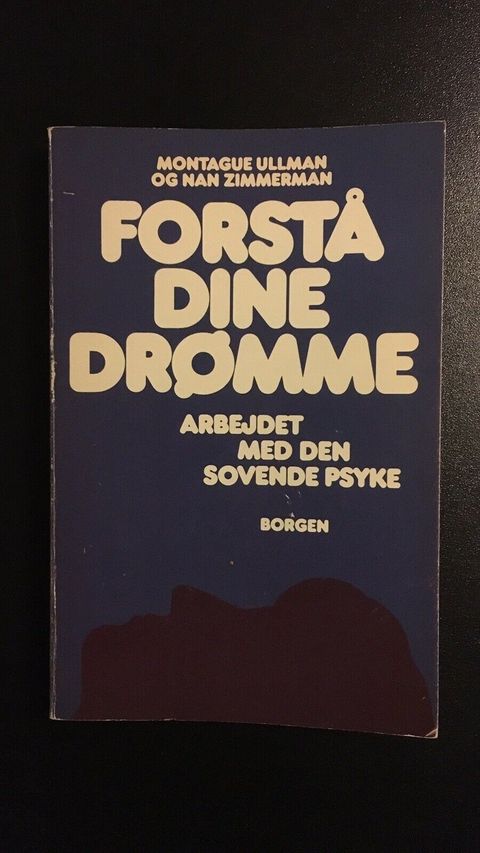 MONTAGUE ULLMAN
OG NAN ZIMMERMAN
FORSTÅ
DINE
DRØMME
ARBEJDET
MED DEN
SOVENDE PSYKE
BORGEN